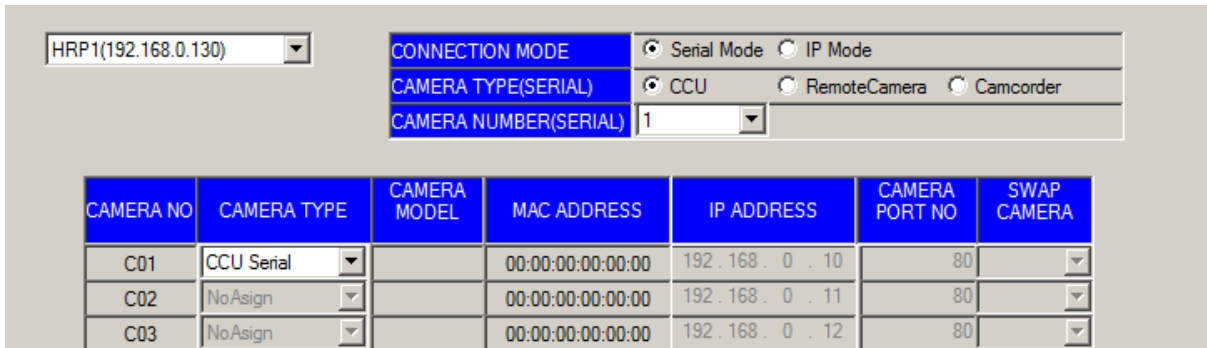 HRP1(192.168.0.130)
CONNECTION MODE Serial Mode IP Mode
CAMERA TYPE(SERIAL) CCU RemoteCamera Camcorder
CAMERA NUMBER(SERIAL) 1
CAMERA NO CAMERA TYPE CAMERA MODEL MAC ADDRESS IP ADDRESS CAMERA PORT NO SWAP CAMERA
C01 CCU Serial 00:00:00:00:00:00 192 . 168 . 0 . 10 80
C02 NoAsign 00:00:00:00:00:00 192 . 168 . 0 . 11 80
C03 NoAsign 00:00:00:00:00:00 192 . 168 . 0 . 12 80